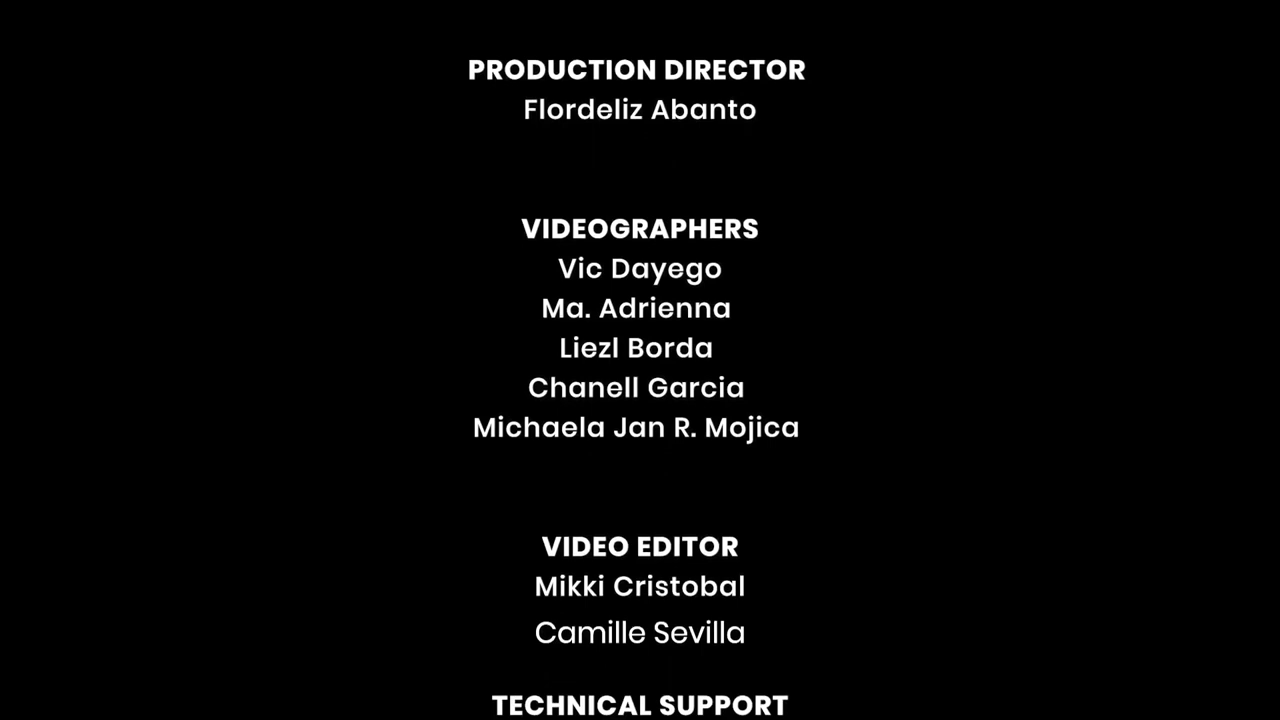 PRODUCTION DIRECTOR
Flordeliz Abanto
VIDEOGRAPHERS
Vic Dayego
Ma. Adrienna
Liezl Borda
Chanell Garcia
Michaela Jan R. Mojica
VIDEO EDITOR
Mikki Cristobal
Camille Sevilla
TECHNICAL SUPPORT